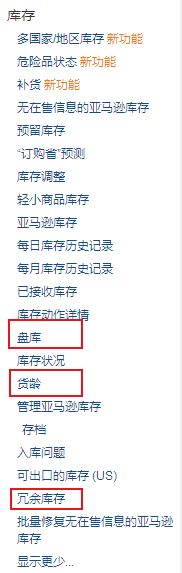 库存
多国家/地区库存 新功能
危险品状态 新功能
补货 新功能
无在售信息的亚马逊库存
预留库存
“订购省”预测
库存调整
轻小商品库存
亚马逊库存
每日库存历史记录
每月库存历史记录
已接收库存
库存动作详情
盘库
库存状况
货龄
管理亚马逊库存
存档
入库问题
可出口的库存 (US)
冗余库存
批量修复无在售信息的亚马逊
库存
显示更多...